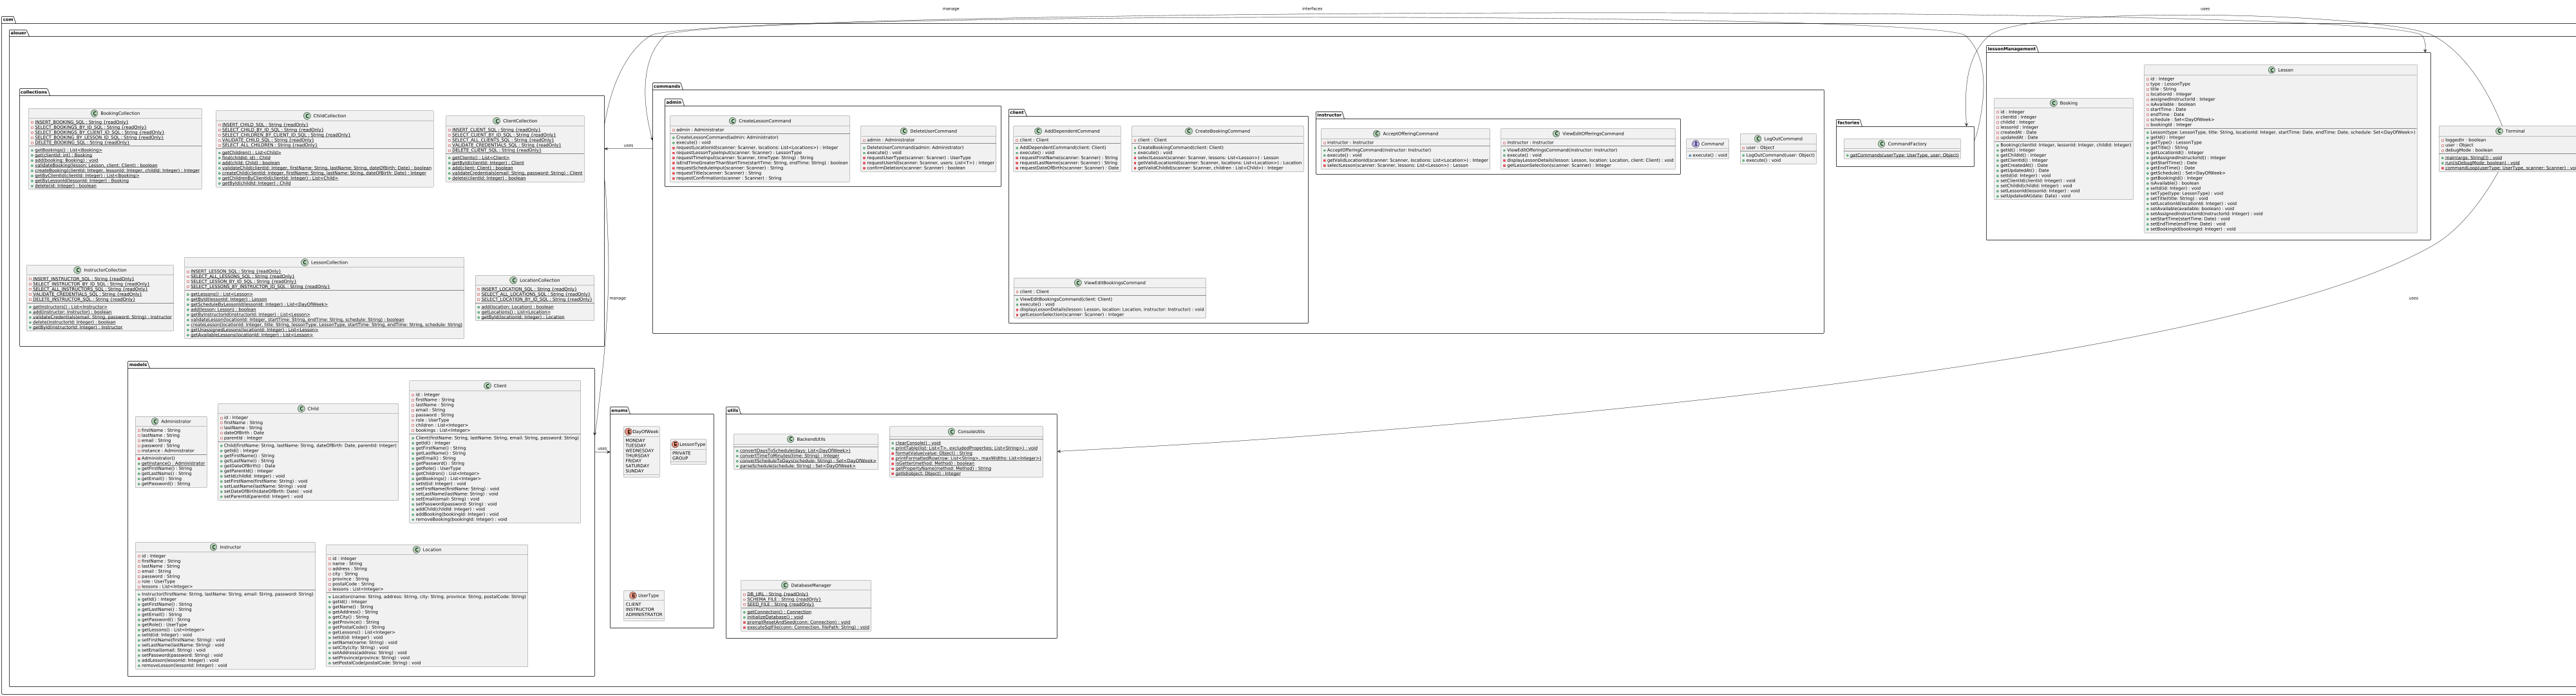 manage
interfaces
uses
com
alouer
collections
BookingCollection
INSERT_BOOKING_SQL : String {readOnly}
SELECT_BOOKINGS_BY_ID_SQL : String {readOnly}
SELECT_BOOKINGS_BY_CLIENT_ID_SQL : String {readOnly}
SELECT_BOOKING_BY_LESSON_ID_SQL : String {readOnly}
DELETE_BOOKING_SQL : String {readOnly}
getBookings() : List<Booking>
get(clientId: int) : Booking
add(booking: Booking) : void
validateBooking(lesson: Lesson, client: Client) : boolean
createBooking(clientId: Integer, lessonId: Integer, childId: Integer) : Integer
getByClientId(clientId: Integer) : List<Booking>
getByLessonId(lessonId: Integer) : Booking
delete(id: Integer) : boolean
ChildCollection
INSERT_CHILD_SQL : String {readOnly}
SELECT_CHILD_BY_ID_SQL : String {readOnly}
SELECT_CHILDREN_BY_CLIENT_ID_SQL : String {readOnly}
VALIDATE_CHILD_SQL : String {readOnly}
SELECT_ALL_CHILDREN : String {readOnly}
getChildren() : List<Child>
find(childId: id) : Child
add(child: Child) : boolean
validateChild(clientId: Integer, firstName: String, lastName: String, dateOfBirth: Date) : boolean
createChild(clientId: Integer, firstName: String, lastName: String, dateOfBirth: Date) : Integer
getChildrenByClientId(clientId: Integer) : List<Child>
getById(childId: Integer) : Child
ClientCollection
INSERT_CLIENT_SQL : String {readOnly}
SELECT_CLIENT_BY_ID_SQL : String {readOnly}
SELECT_ALL_CLIENTS_SQL : String {readOnly}
VALIDATE_CREDENTIALS_SQL : String {readOnly}
DELETE_CLIENT_SQL : String {readOnly}
getClients() : List<Client>
getById(clientId: Integer) : Client
add(client: Client) : boolean
validateCredentials(email: String, password: String) : Client
delete(clientId: Integer) : boolean
InstructorCollection
INSERT_INSTRUCTOR_SQL : String {readOnly}
SELECT_INSTRUCTOR_BY_ID_SQL : String {readOnly}
SELECT_ALL_INSTRUCTORS_SQL : String {readOnly}
VALIDATE_CREDENTIALS_SQL : String {readOnly}
DELETE_INSTRUCTOR_SQL : String {readOnly}
getInstructors() : List<Instructor>
add(instructor: Instructor) : boolean
validateCredentials(email: String, password: String) : Instructor
delete(instructorId: Integer) : boolean
getById(instructorId: Integer) : Instructor
LessonCollection
INSERT_LESSON_SQL : String {readOnly}
SELECT_ALL_LESSONS_SQL : String {readOnly}
SELECT_LESSON_BY_ID_SQL : String {readOnly}
SELECT_LESSONS_BY_INSTRUCTOR_ID_SQL : String {readOnly}
getLessons() : List<Lesson>
getById(lessonId: Integer) : Lesson
getScheduleByLessonId(lessonId: Integer) : List<DayOfWeek>
add(lesson: Lesson) : boolean
getByInstructorId(instructorId: Integer) : List<Lesson>
validateLesson(locationId: Integer, startTime: String, endTime: String, schedule: String) : boolean
createLesson(locationId: Integer, title: String, lessonType: LessonType, startTime: String, endTime: String, schedule: String)
getUnassignedLessons(locationId: Integer) : List<Lesson>
getAvailableLessons(locationId: Integer) : List<Lesson>
LocationCollection
INSERT_LOCATION_SQL : String {readOnly}
SELECT_ALL_LOCATIONS_SQL : String {readOnly}
SELECT_LOCATION_BY_ID_SQL : String {readOnly}
add(location: Location) : boolean
getLocations() : List<Location>
getById(locationId: Integer) : Location
uses
manage
commands
admin
CreateLessonCommand
admin : Administrator
CreateLessonCommand(admin: Administrator)
execute() : void
requestLocationId(scanner: Scanner, locations: List<Locations>) : Integer
requestLessonTypeInput(scanner: Scanner) : LessonType
requestTimeInput(scanner: Scanner, timeType: String) : String
isEndTimeGreaterThanStartTime(startTime: String, endTime: String) : boolean
requestScheduleInput(scanner: Scanner) : String
requestTitle(scanner: Scanner) : String
requestConfirmation(scanner: Scanner) : String
DeleteUserCommand
admin : Administrator
DeleteUserCommand(admin: Administrator)
execute() : void
requestUserType(scanner: Scanner) : UserType
requestUserId(scanner: Scanner, users: List<T>) : Integer
confirmDeletion(scanner: Scanner) : boolean
client
AddDependentCommand
client : Client
AddDependentCommand(client: Client)
execute() : void
requestFirstName(scanner: Scanner) : String
requestLastName(scanner: Scanner) : String
requestDateOfBirth(scanner: Scanner) : Date
CreateBookingCommand
client : Client
CreateBookingCommand(client: Client)
execute() : void
selectLesson(scanner: Scanner, lessons: List<Lesson>) : Lesson
getValidLocationId(scanner: Scanner, locations: List<Location>) : Location
getValidChildId(scanner: Scanner, children : List<Child>) : Integer
ViewEditBookingsCommand
client : Client
ViewEditBookingsCommand(client: Client)
execute() : void
displayLessonDetails(lesson: Lesson, location: Location, instructor: Instructor) : void
getLessonSelection(scanner: Scanner) : Integer
instructor
AcceptOfferingCommand
instructor : Instructor
AcceptOfferingCommand(instructor: Instructor)
execute() : void
getValidLocationId(scanner: Scanner, locations: List<Location>) : Integer
selectLesson(scanner: Scanner, lessons: List<Lesson>) : Lesson
ViewEditOfferingsCommand
instructor : Instructor
ViewEditOfferingsCommand(instructor: Instructor)
execute() : void
displayLessonDetails(lesson: Lesson, location: Location, client: Client) : void
getLessonSelection(scanner: Scanner) : Integer
Command
execute() : void
LogOutCommand
user : Object
LogOutCommand(user: Object)
execute() : void
factories
CommandFactory
getCommands(userType: UserType, user: Object)
lessonManagement
Booking
id : Integer
clientId : Integer
childId : Integer
lessonId : Integer
createdAt : Date
updatedAt : Date
Booking(clientId: Integer, lessonId: Integer, childId: Integer)
getId() : Integer
getChildId() : Integer
getClientId() : Integer
getLessonId() : Integer
getCreatedAt() : Date
getUpdatedAt() : Date
setId(id: Integer) : void
setClientId(clientId: Integer) : void
setChildId(childId: Integer) : void
setLessonId(lessonId: Integer) : void
setUpdatedAt(date: Date) : void
Lesson
id : Integer
type : LessonType
title : String
locationId : Integer
assignedInstructorId : Integer
isAvailable : boolean
startTime : Date
endTime : Date
schedule : Set<DayOfWeek>
bookingId : Integer
Lesson(type: LessonType, title: String, locationId: Integer, startTime: Date, endTime: Date, schedule: Set<DayOfWeek>)
getId() : Integer
getType() : LessonType
getTitle() : String
getLocationId() : Integer
getAssignedInstructorId() : Integer
getStartTime() : Date
getEndTime() : Date
getSchedule() : Set<DayOfWeek>
getBookingId() : Integer
isAvailable() : boolean
setId(id: Integer) : void
setType(type: LessonType) : void
setTitle(title: String) : void
setLocationId(locationId: Integer) : void
setAvailable(available: boolean) : void
setAssignedInstructorId(instructorId: Integer) : void
setStartTime(startTime: Date) : void
setEndTime(endTime: Date) : void
setBookingId(bookingId: Integer) : void
Terminal
loggedIn : boolean
user : Object
debugMode : boolean
main(args: String[]) : void
run(isDebugMode: boolean) : void
commandLoop(userType: UserType, scanner: Scanner) : vo
uses
models
Administrator
firstName : String
lastName : String
email : String
password : String
instance : Administrator
Administrator()
getInstance() : Administrator
getFirstName() : String
getLastName() : String
getEmail() : String
getPassword() : String
Child
id : Integer
firstName : String
lastName : String
dateOfBirth : Date
parentId : Integer
Child(firstName: String, lastName: String, dateOfBirth: Date, parentId: Integer)
getId() : Integer
getFirstName() : String
getLastName() : String
getDateOfBirth() : Date
getParentId() : Integer
setId(childId: Integer) : void
setFirstName(firstName: String) : void
setLastName(lastName: String) : void
setDateOfBirth(dateOfBirth: Date) : void
setParentId(parentId: Integer) : void
Client
id : Integer
firstName : String
lastName : String
email : String
password : String
role : UserType
children : List<Integer>
bookings : List<Integer>
Client(firstName: String, lastName: String, email: String, password: String)
getId() : Integer
getFirstName() : String
getLastName() : String
getEmail() : String
getPassword() : String
getRole() : UserType
getChildren() : List<Integer>
getBookings() : List<Integer>
setId(id: Integer) : void
setFirstName(firstName: String) : void
setLastName(lastName: String) : void
setEmail(email: String) : void
setPassword(password: String) : void
addChild(childId: Integer) : void
addBooking(bookingId: Integer) : void
removeBooking(bookingId: Integer) : void
Instructor
id : Integer
firstName : String
lastName : String
email : String
password : String
role : UserType
lessons : List<Integer>
Instructor(firstName: String, lastName: String, email: String, password: String)
getId() : Integer
getFirstName() : String
getLastName() : String
getEmail() : String
getPassword() : String
getRole() : UserType
getLessons() : List<Integer>
setId(id: Integer) : void
setFirstName(firstName: String) : void
setLastName(lastName: String) : void
setEmail(email: String) : void
setPassword(password: String) : void
addLesson(lessonId: Integer) : void
removeLesson(lessonId: Integer) : void
Location
id : Integer
name : String
address : String
city : String
province : String
postalCode : String
lessons : List<Integer>
Location(name: String, address: String, city: String, province: String, postalCode: String)
getId() : Integer
getName() : String
getAddress() : String
getCity() : String
getProvince() : String
getPostalCode() : String
getLessons() : List<Integer>
setId(id: Integer) : void
setName(name: String) : void
setCity(city: String) : void
setAddress(address: String) : void
setProvince(province: String) : void
setPostalCode(postalCode: String) : void
uses
enums
DayOfWeek
MONDAY
TUESDAY
WEDNESDAY
THURSDAY
FRIDAY
SATURDAY
SUNDAY
LessonType
PRIVATE
GROUP
UserType
CLIENT
INSTRUCTOR
ADMINISTRATOR
utils
BackendUtils
convertDaysToSchedule(days: List<DayOfWeek>)
convertTimeToMinutes(time: String) : integer
convertScheduleToDays(schedule: String) : Set<DayOfWeek>
parseSchedule(schedule: String) : Set<DayOfWeek>
ConsoleUtils
clearConsole() : void
printTable(list: List<T>, excludedProperties: List<String>) : void
formatValue(value: Object) : String
printFormattedRow(row: List<String>, maxWidths: List<Integer>)
isGetter(method: Method) : boolean
getPropertyName(method: Method) : String
getId(object: Object) : Integer
DatabaseManager
DB_URL : String {readOnly}
SCHEMA_FILE : String {readOnly}
SEED_FILE : String {readOnly}
getConnection() : Connection
initializeDatabase() : void
promptResetAndSeed(conn: Connection) : void
executeSqlFile(conn: Connection, filePath: String) : void